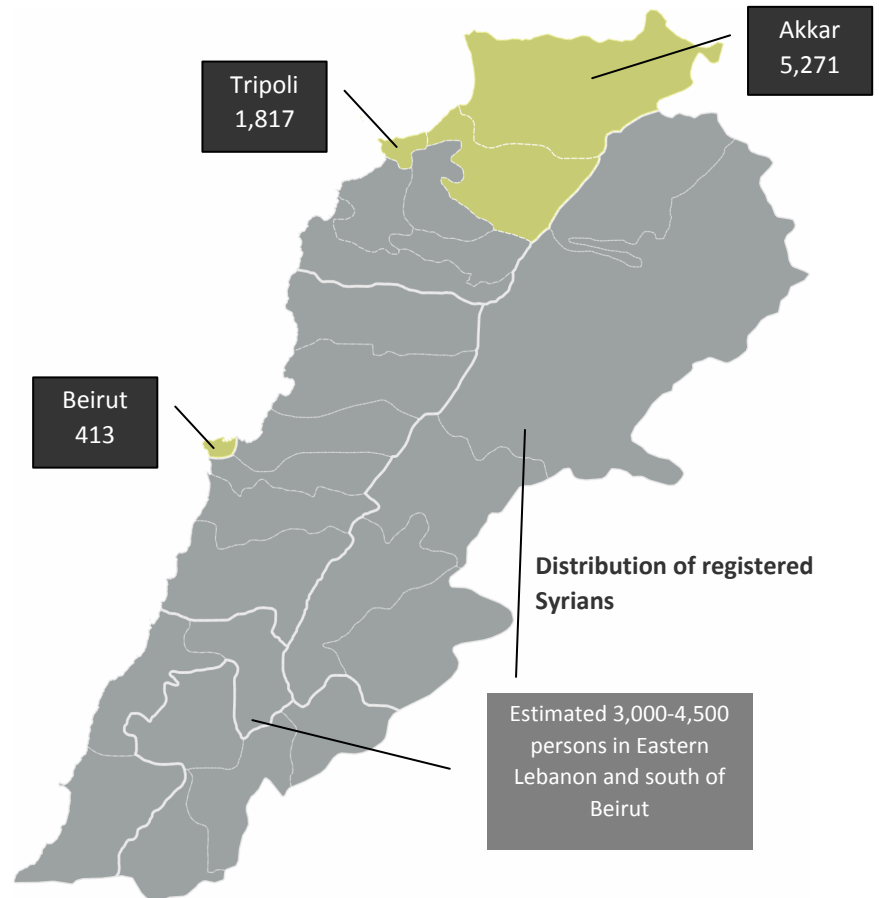 Akkar
5,271
Tripoli
1,817
Beirut
413
Distribution of registered
Syrians
Estimated 3,000-4,500
persons in Eastern
Lebanon and south of
Beirut